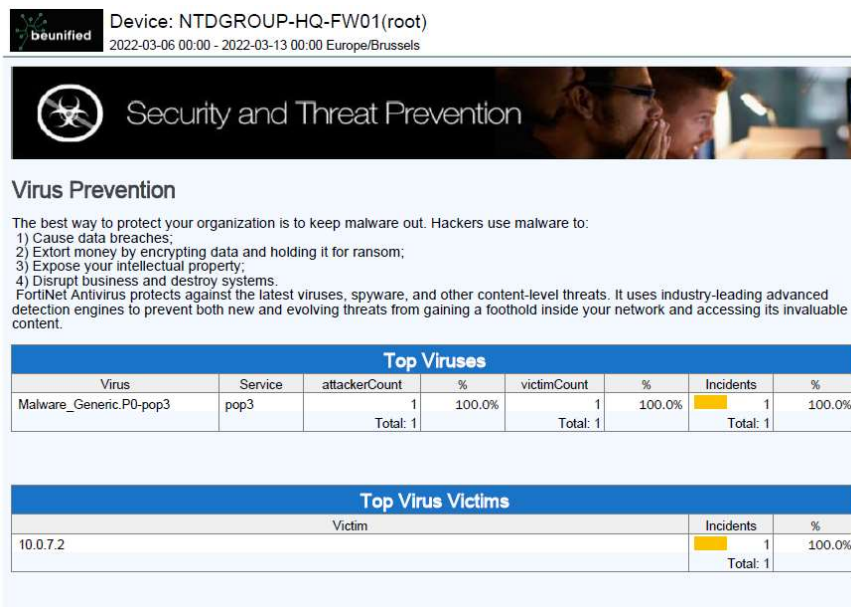 beunified
Device: NTDGROUP-HQ-FW01(root)
2022-03-06 00:00 - 2022-03-13 00:00 Europe/Brussels
Security and Threat Prevention
Virus Prevention
The best way to protect your organization is to keep malware out. Hackers use malware to:
1) Cause data breaches;
2) Extort money by encrypting data and holding it for ransom;
3) Expose your intellectual property;
4) Disrupt business and destroy systems.
FortiNet Antivirus protects against the latest viruses, spyware, and other content-level threats. It uses industry-leading advanced
detection engines to prevent both new and evolving threats from gaining a foothold inside your network and accessing its invaluable
content.
Top Viruses
Virus Service attackerCount % victimCount % Incidents %
Malware_Generic.P0-pop3 pop3 1 100.0% 1 100.0% 1 100.0%
Total: 1 Total: 1 Total: 1
Top Virus Victims
Victim Incidents %
10.0.7.2 1 100.0%
Total: 1